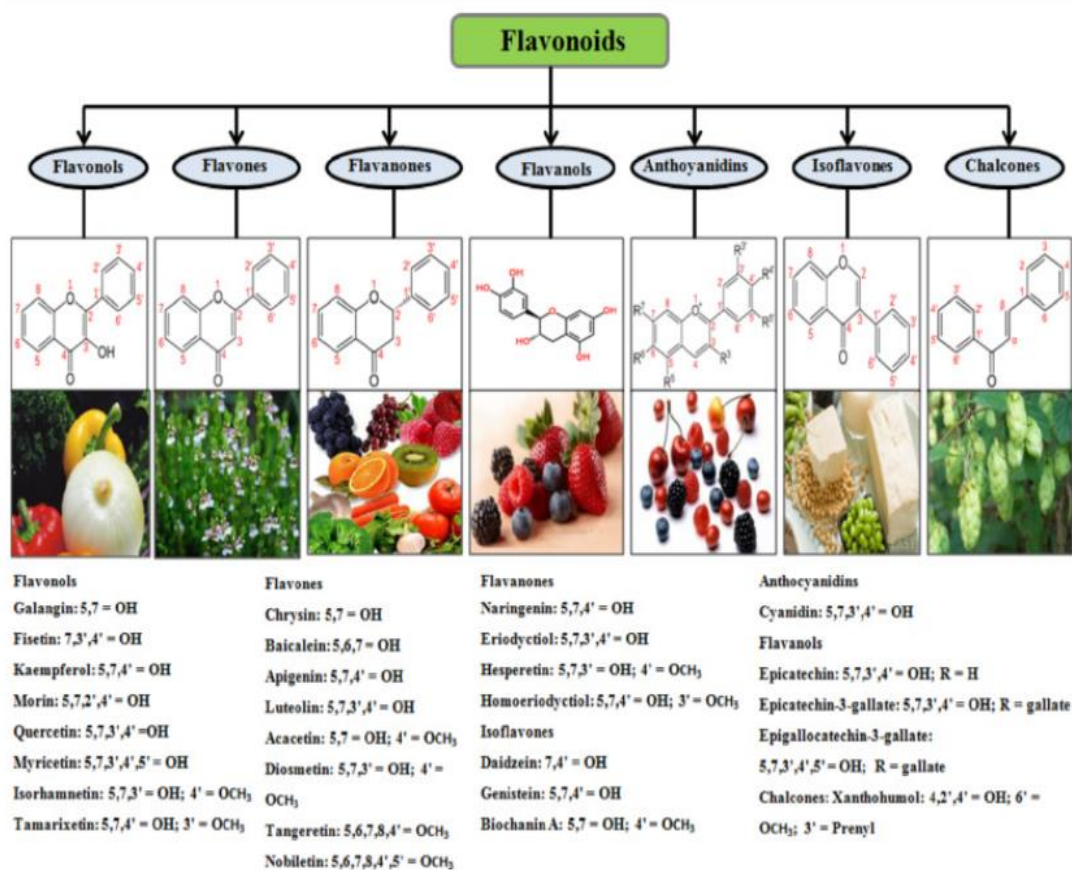 Flavonoids
Flavonols
Flavones
Flavanones
Flavanols
Anthoyanidins
Isoflavones
Chalcones
Flavonols
Galangin: 5,7 = OH
Fisetin: 7,3',4' = OH
Kaempferol: 5,7,4' = OH
Morin: 5,7,2',4' = OH
Quercetin: 5,7,3',4'=OH
Myricetin: 5,7,3',4',5' = OH
Isorhamnetin: 5,7,3' = OH; 4' = OCH₃
Tamarixetin: 5,7,4' = OH; 3' = OCH₃
Flavones
Chrysin: 5,7 = OH
Baicalein: 5,6,7 = OH
Apigenin: 5,7,4' = OH
Luteolin: 5,7,3',4' = OH
Acacetin: 5,7 = OH; 4' = OCH₃
Diosmetin: 5,7,3' = OH; 4' =
OCH₃
Tangeretin: 5,6,7,8,4' = OCH₃
Nobiletin: 5,6,7,8,4',5' = OCH₃
Flavanones
Naringenin: 5,7,4' = OH
Eriodyctiol: 5,7,3',4' = OH
Hesperetin: 5,7,3' = OH; 4' = OCH₃
Homoeriodyctiol: 5,7,4' = OH; 3' = OCH₃
Isoflavones
Daidzein: 7,4' = OH
Genistein: 5,7,4' = OH
Biochanin A: 5,7 = OH; 4' = OCH₃
Anthocyanidins
Cyanidin: 5,7,3',4' = OH
Flavanols
Epicatechin: 5,7,3',4' = OH; R = H
Epicatechin-3-gallate: 5,7,3',4' = OH; R = gallate
Epigallocatechin-3-gallate:
5,7,3',4',5' = OH; R = gallate
Chalcones: Xanthohumol: 4,2',4' = OH; 6' =
OCH₃; 3' = Prenyl